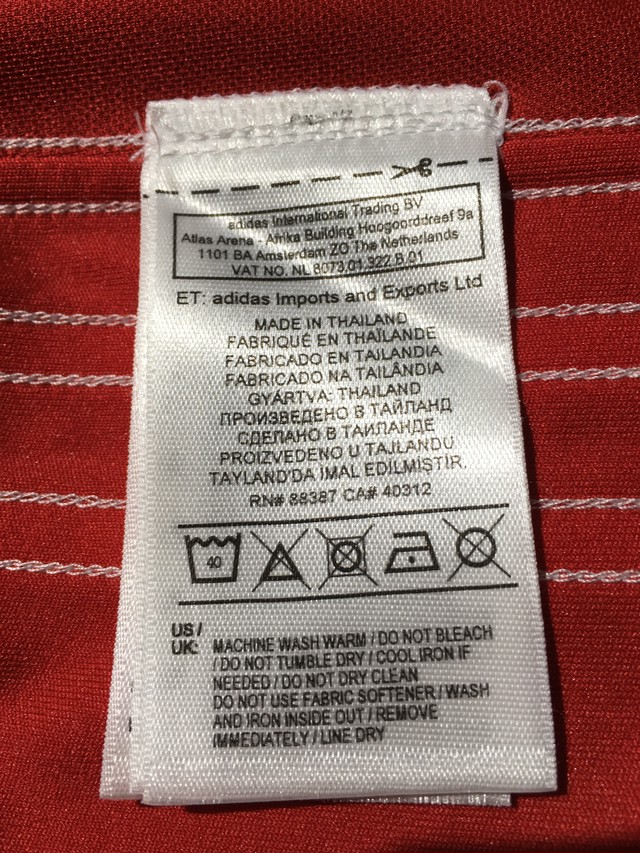 adidas International Trading BV
Atlas Arena - Afrika Building Hoogoorddreef 9a
1101 BA Amsterdam ZO The Netherlands
VAT NO. NL 8073.01.322.B.01
ET: adidas Imports and Exports Ltd
MADE IN THAILAND
FABRIQUÉ EN THAÏLANDE
FABRICADO EN TAILANDIA
FABRICADO NA TAILÂNDIA
GYÁRTVA: THAILAND
ПРОИЗВЕДЕНО В ТАЙЛАНД
СДЕЛАНО В ТАИЛАНДЕ
PROIZVEDENO U TAJLANDU
TAYLAND'DA IMAL EDILMIŞTIR.
RN# 88387 CA# 40312
40
US /
UK: MACHINE WASH WARM / DO NOT BLEACH
/ DO NOT TUMBLE DRY / COOL IRON IF
NEEDED / DO NOT DRY CLEAN
DO NOT USE FABRIC SOFTENER / WASH
AND IRON INSIDE OUT / REMOVE
IMMEDIATELY / LINE DRY